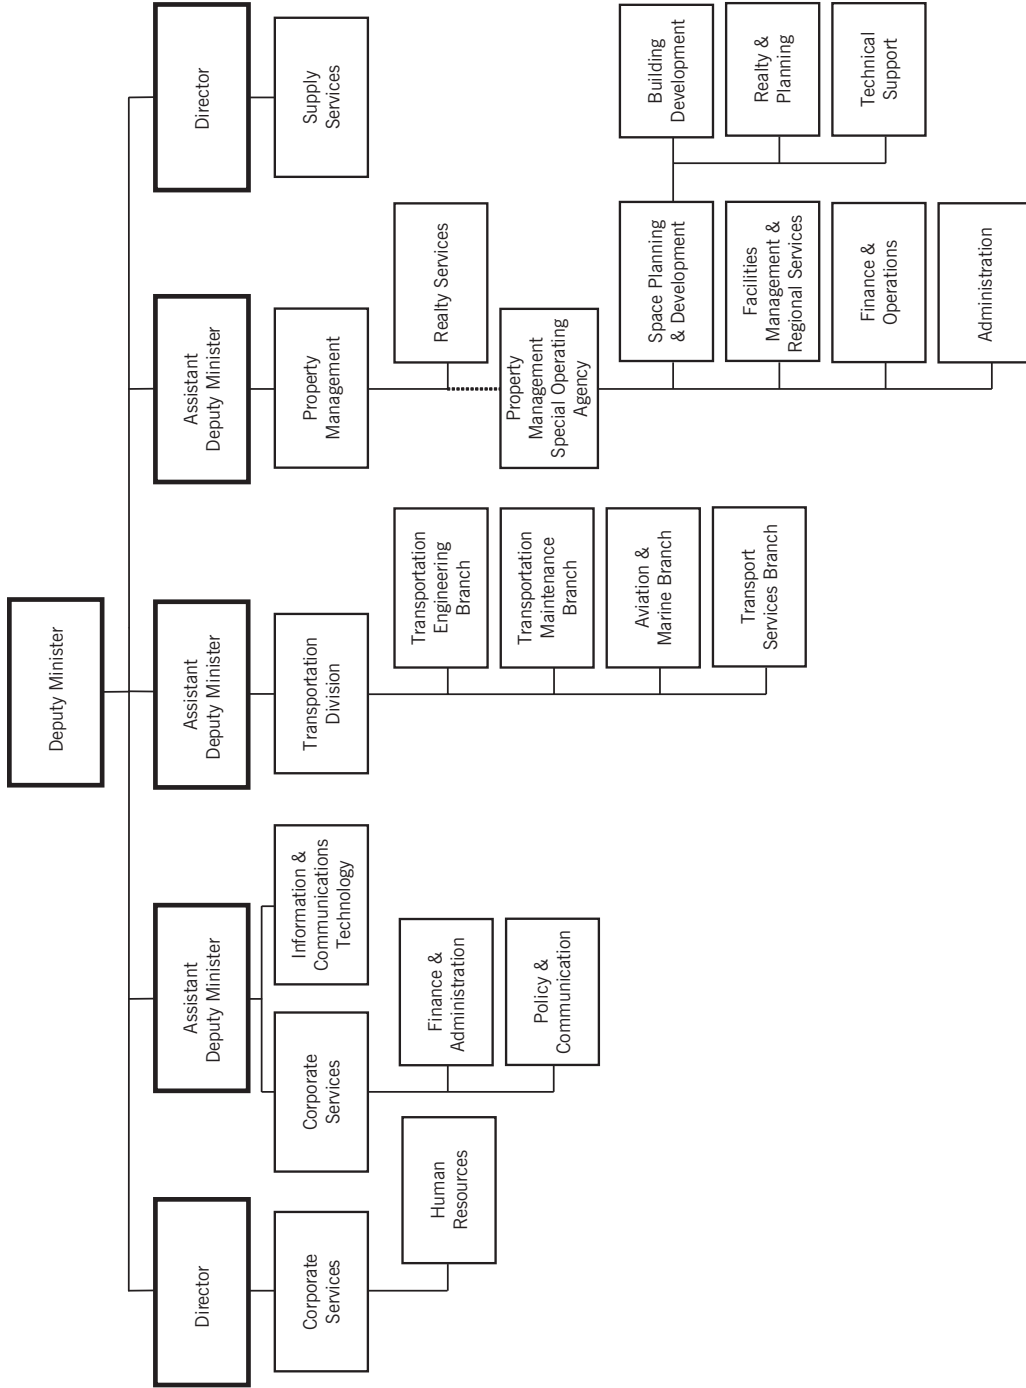 Deputy Minister
Director
Assistant
Deputy Minister
Assistant
Deputy Minister
Assistant
Deputy Minister
Director
Corporate
Services
Corporate
Services
Information &
Communications
Technology
Transportation
Division
Property
Management
Supply
Services
Human
Resources
Finance &
Administration
Policy &
Communication
Transportation
Engineering
Branch
Transportation
Maintenance
Branch
Aviation &
Marine Branch
Transport
Services Branch
Realty Services
Property
Management
Special Operating
Agency
Space Planning
& Development
Facilities
Management &
Regional Services
Finance &
Operations
Administration
Building
Development
Realty &
Planning
Technical
Support